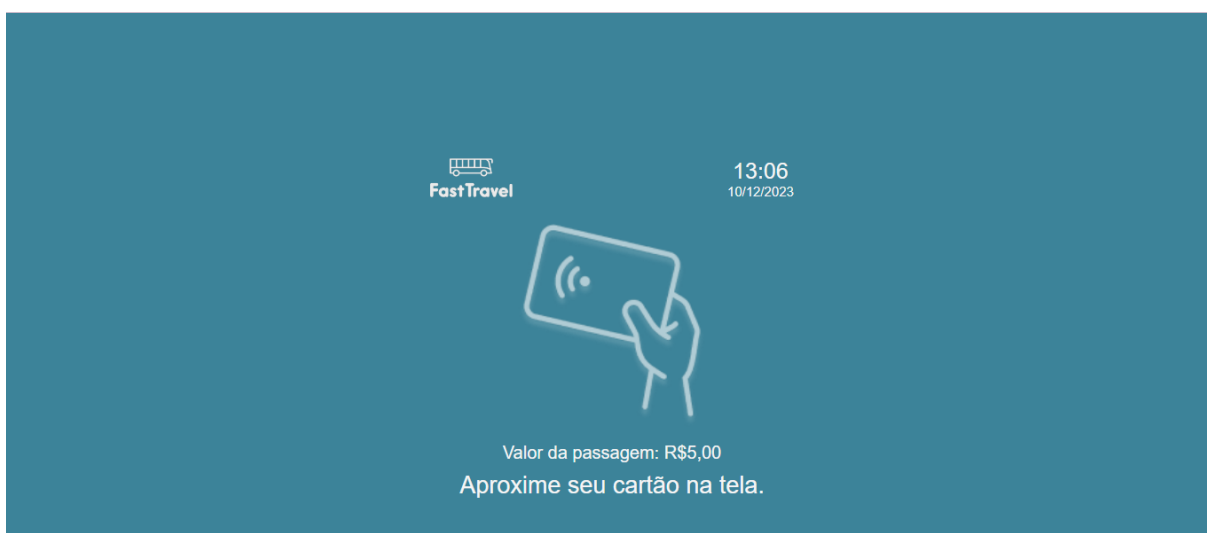 FastTravel
13:06
10/12/2023
Valor da passagem: R$5,00
Aproxime seu cartão na tela.